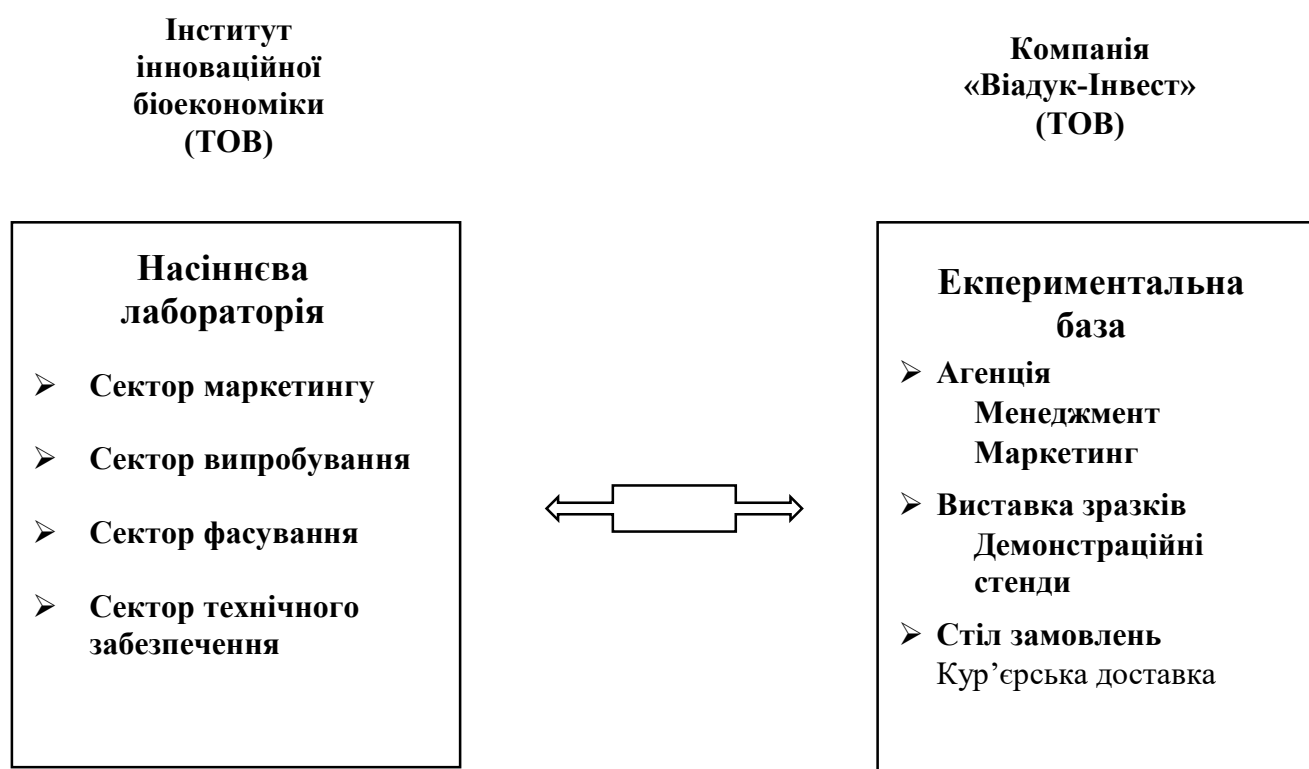 Інститут
інноваційної
біоекономіки
(ТОВ)
Компанія
«Віадук-Інвест»
(ТОВ)
Насіннєва
лабораторія
➢ Сектор маркетингу
➢ Сектор випробування
➢ Сектор фасування
➢ Сектор технічного
забезпечення
Екпериментальна
база
➢ Агенція
Менеджмент
Маркетинг
➢ Виставка зразків
Демонстраційні
стенди
➢ Стіл замовлень
Кур’єрська доставка